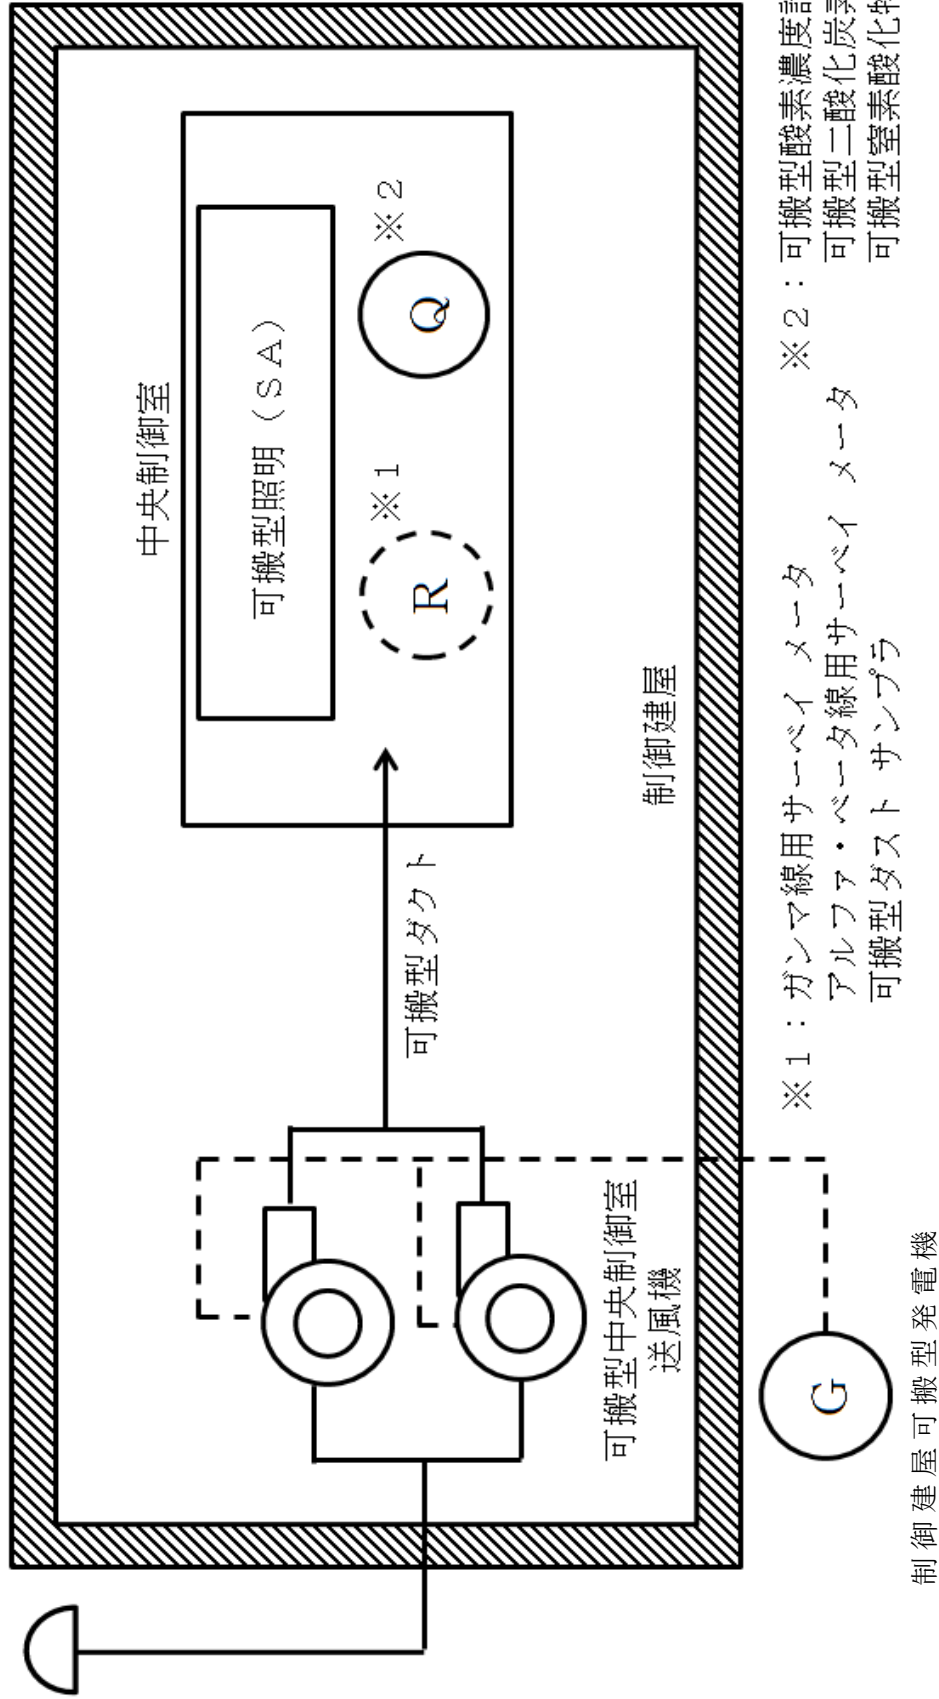 中央制御室
可搬型照明（ＳＡ）
※１
R
※２
Q
可搬型ダクト
制御建屋
可搬型中央制御室
送風機
G
制御建屋可搬型発電機
※１：ガンマ線用サーベイ メータ
アルファ・ベータ線用サーベイ メータ
可搬型ダスト サンプラ
※２：可搬型酸素濃度計
可搬型二酸化炭素
可搬型窒素酸化物